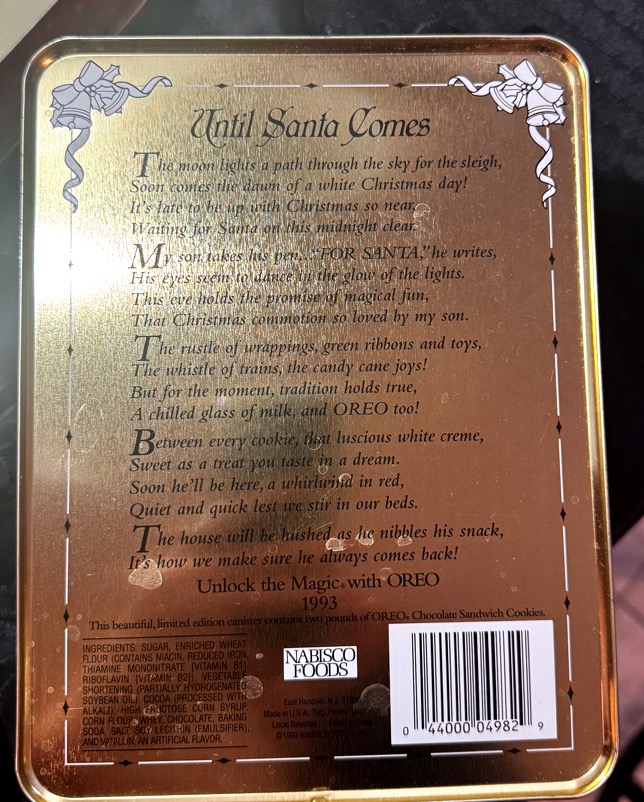 Until Santa Comes
The moon lights a path through the sky for the sleigh,
Soon comes the dawn of a white Christmas day!
It's late to be up with Christmas so near,
Waiting for Santa on this midnight clear.
My son takes his pen..."FOR SANTA," he writes,
His eyes seem to dance in the glow of the lights.
This eve holds the promise of magical fun,
That Christmas commotion so loved by my son.
The rustle of wrappings, green ribbons and toys,
The whistle of trains, the candy cane joys!
But for the moment, tradition holds true,
A chilled glass of milk, and OREO too!
Between every cookie, that luscious white creme,
Sweet as a treat you taste in a dream.
Soon he'll be here, a whirlwind in red,
Quiet and quick lest we stir in our beds.
The house will be hushed as he nibbles his snack,
It's how we make sure he always comes back!
Unlock the Magic® with OREO
1993
This beautiful, limited edition canister contains two pounds of OREO® Chocolate Sandwich Cookies.
INGREDIENTS: SUGAR, ENRICHED WHEAT
FLOUR (CONTAINS NIACIN, REDUCED IRON,
THIAMINE MONONITRATE [VITAMIN B1],
RIBOFLAVIN [VITAMIN B2]), VEGETABLE
SHORTENING (PARTIALLY HYDROGENATED
SOYBEAN OIL), COCOA (PROCESSED WITH
ALKALI), HIGH FRUCTOSE CORN SYRUP,
CORN FLOUR, WHEY, CHOCOLATE, BAKING
SODA, SALT, SOY LECITHIN (EMULSIFIER),
AND VANILLIN, AN ARTIFICIAL FLAVOR.
NABISCO
FOODS
East Hanover, N.J.
Made in U.S.A.
Local Bakeries
©1993 NABISCO
0 44000 04982 9